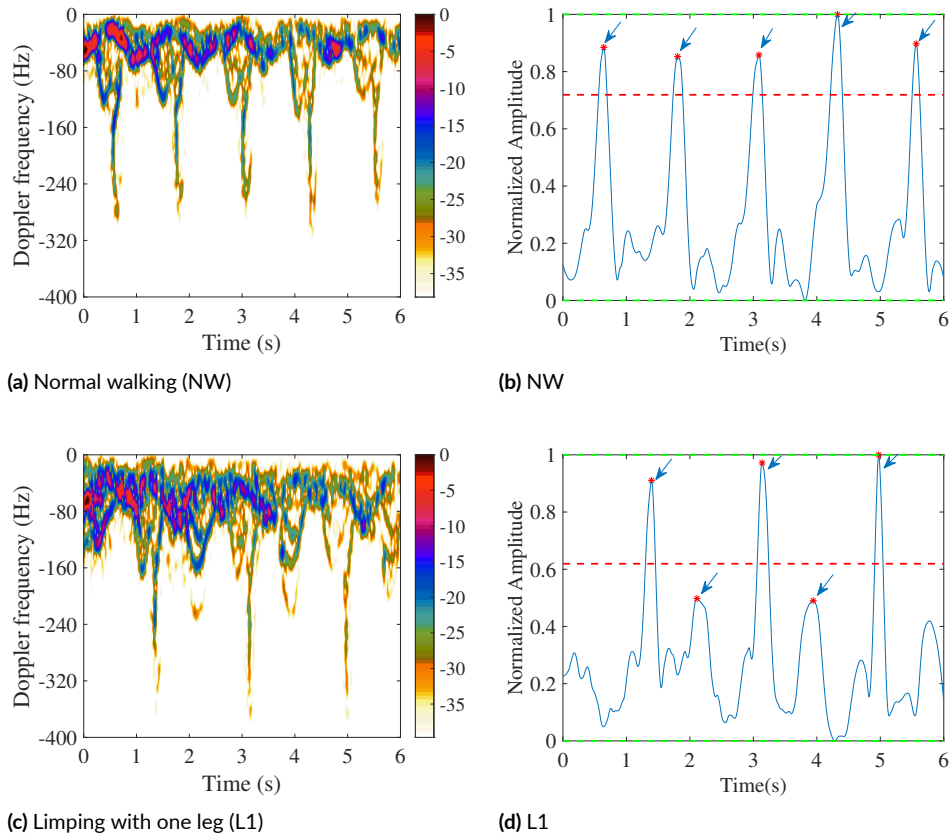 0
-80
-160
-240
-320
-400
Doppler frequency (Hz)
0 1 2 3 4 5 6
Time (s)
0
-5
-10
-15
-20
-25
-30
-35
(a) Normal walking (NW)
1
0.8
0.6
0.4
0.2
0
Normalized Amplitude
0 1 2 3 4 5 6
Time(s)
(b) NW
0
-80
-160
-240
-320
-400
Doppler frequency (Hz)
0 1 2 3 4 5 6
Time (s)
0
-5
-10
-15
-20
-25
-30
-35
(c) Limping with one leg (L1)
1
0.8
0.6
0.4
0.2
0
Normalized Amplitude
0 1 2 3 4 5 6
Time(s)
(d) L1